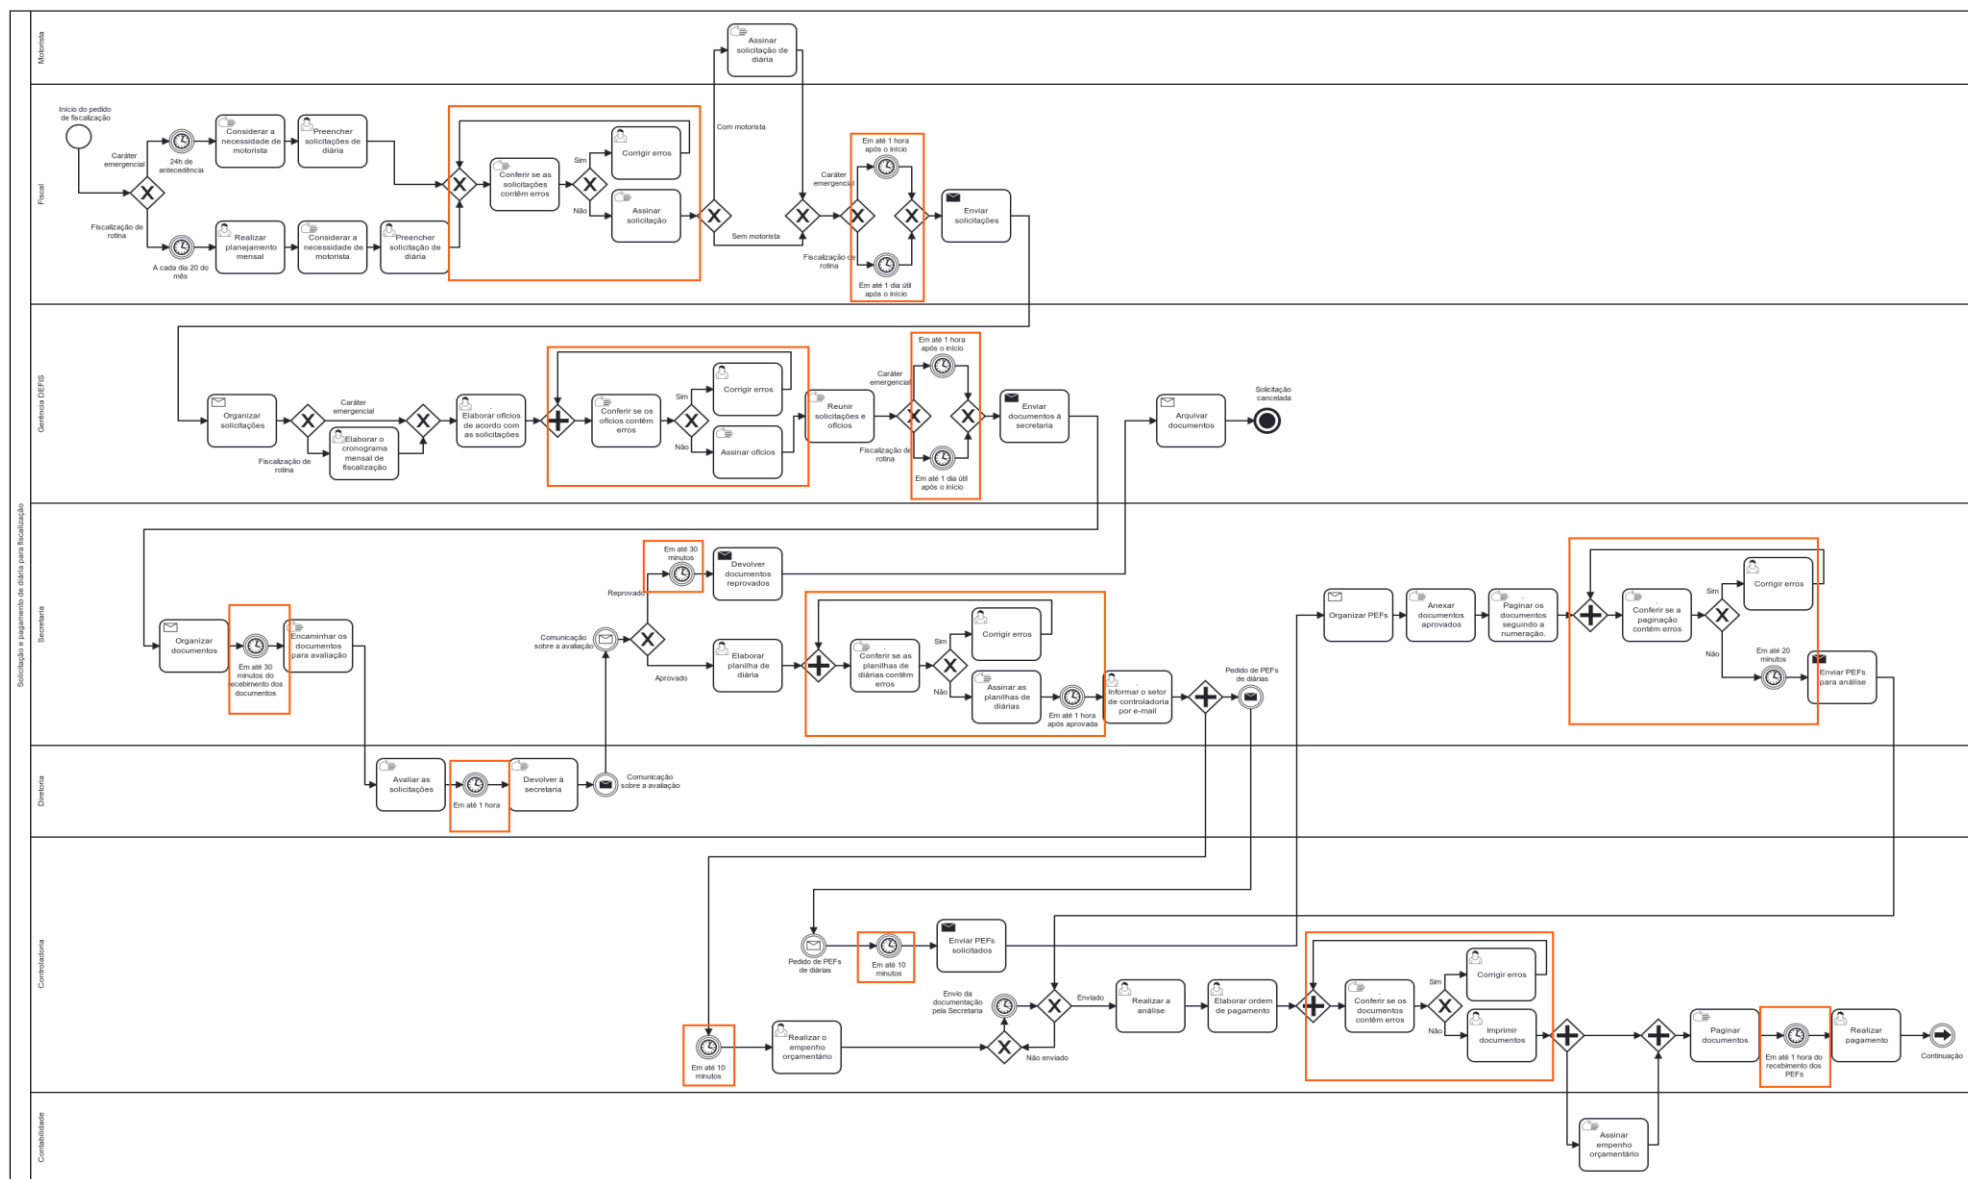 Solicitação e pagamento de diária para fiscalização
Motorista
Assinar
solicitação de
diária
Fiscal
Início do pedido
de fiscalização
Caráter
emergencial
24h de
antecedência
Considerar a
necessidade de
motorista
Preencher
solicitações de
diária
Fiscalização de
rotina
A cada dia 20 do
mês
Realizar
planejamento
mensal
Considerar a
necessidade de
motorista
Preencher
solicitação de
diária
Conferir se as
solicitações
contêm erros
Sim
Corrigir erros
Não
Assinar
solicitação
Com motorista
Sem motorista
Caráter
emergencial
Em até 1 hora
após o início
Fiscalização de
rotina
Em até 1 dia útil
após o início
Enviar
solicitações
Gerência DEFIS
Organizar
solicitações
Caráter
emergencial
Fiscalização de
rotina
Elaborar o
cronograma
mensal de
fiscalização
Elaborar ofícios
de acordo com
as solicitações
Conferir se os
ofícios contêm
erros
Sim
Corrigir erros
Não
Assinar ofícios
Reunir
solicitações e
ofícios
Caráter
emergencial
Em até 1 hora
após o início
Fiscalização de
rotina
Em até 1 dia útil
após o início
Enviar
documentos à
secretaria
Arquivar
documentos
Solicitação
cancelada
Secretaria
Organizar
documentos
Em até 30
minutos do
recebimento dos
documentos
Encaminhar os
documentos
para avaliação
Comunicação
sobre a avaliação
Reprovado
Em até 30
minutos
Devolver
documentos
reprovados
Aprovado
Elaborar
planilha de
diária
Conferir se as
planilhas de
diárias contêm
erros
Sim
Corrigir erros
Não
Assinar as
planilhas de
diárias
Em até 1 hora
após aprovada
Informar o setor
de controladoria
por e-mail
Pedido de PEFs
de diárias
Organizar PEFs
Anexar
documentos
aprovados
Paginar os
documentos
seguindo a
numeração.
Conferir se a
paginação
contém erros
Sim
Corrigir erros
Não
Em até 20
minutos
Enviar PEFs
para análise
Diretoria
Avaliar as
solicitações
Em até 1 hora
Devolver à
secretaria
Comunicação
sobre a avaliação
Controladoria
Pedido de PEFs
de diárias
Em até 10
minutos
Enviar PEFs
solicitados
Em até 10
minutos
Realizar o
empenho
orçamentário
Envio da
documentação
pela Secretaria
Não enviado
Enviado
Realizar a
análise
Elaborar ordem
de pagamento
Conferir se os
documentos
contêm erros
Sim
Corrigir erros
Não
Imprimir
documentos
Paginar
documentos
Em até 1 hora do
recebimento dos
PEFs
Realizar
pagamento
Continuação
Contabilidade
Assinar
empenho
orçamentário